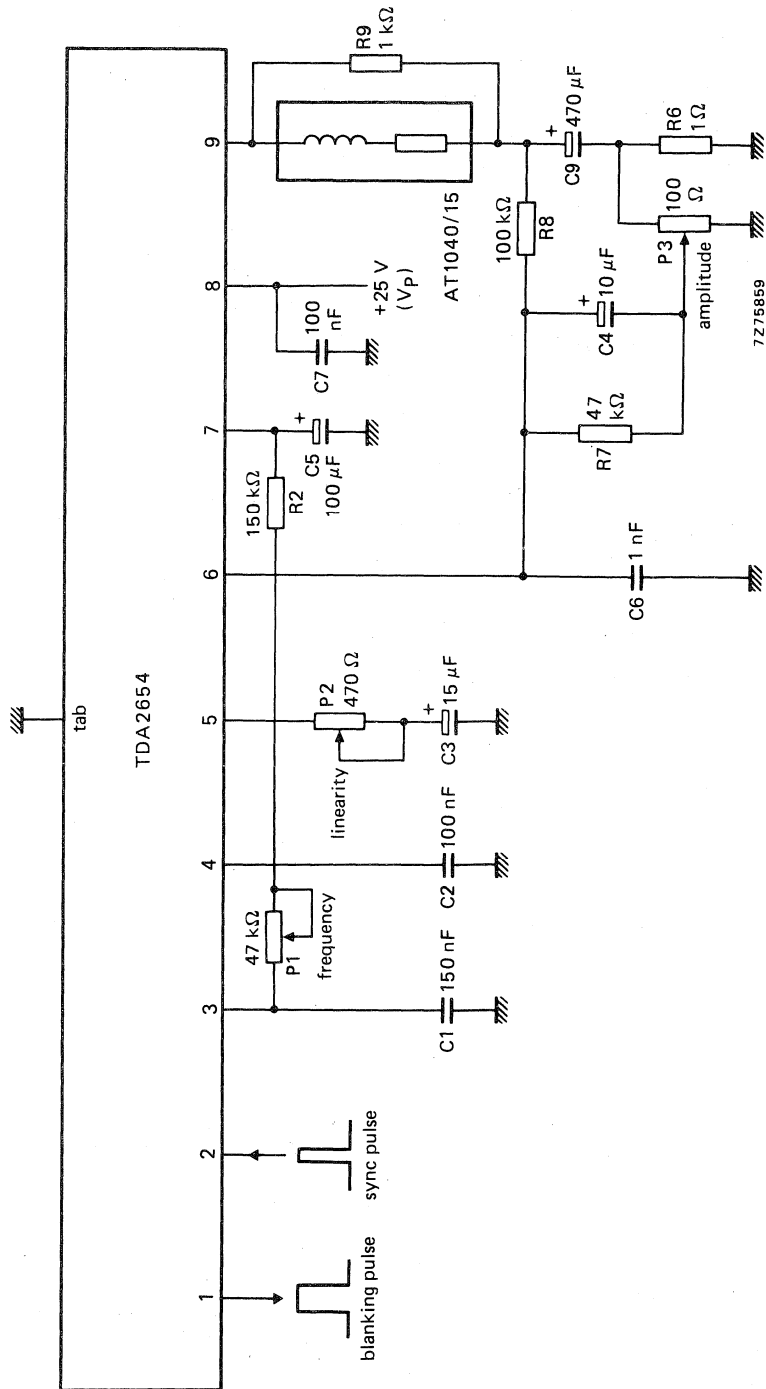 tab
TDA2654
1
2
3
4
5
6
7
8
9
blanking pulse
sync pulse
47 kΩ
P1
frequency
C1
150 nF
C2
100 nF
linearity
P2
470 Ω
C3
+
15 µF
150 kΩ
R2
C5
+
100 µF
C7
100
nF
+25 V
(VP)
AT1040/15
R9
1 kΩ
100 kΩ
R8
C9
+
470 µF
R7
47
kΩ
C4
+
10 µF
C6
1 nF
P3
100
Ω
amplitude
R6
1 Ω
7Z75859